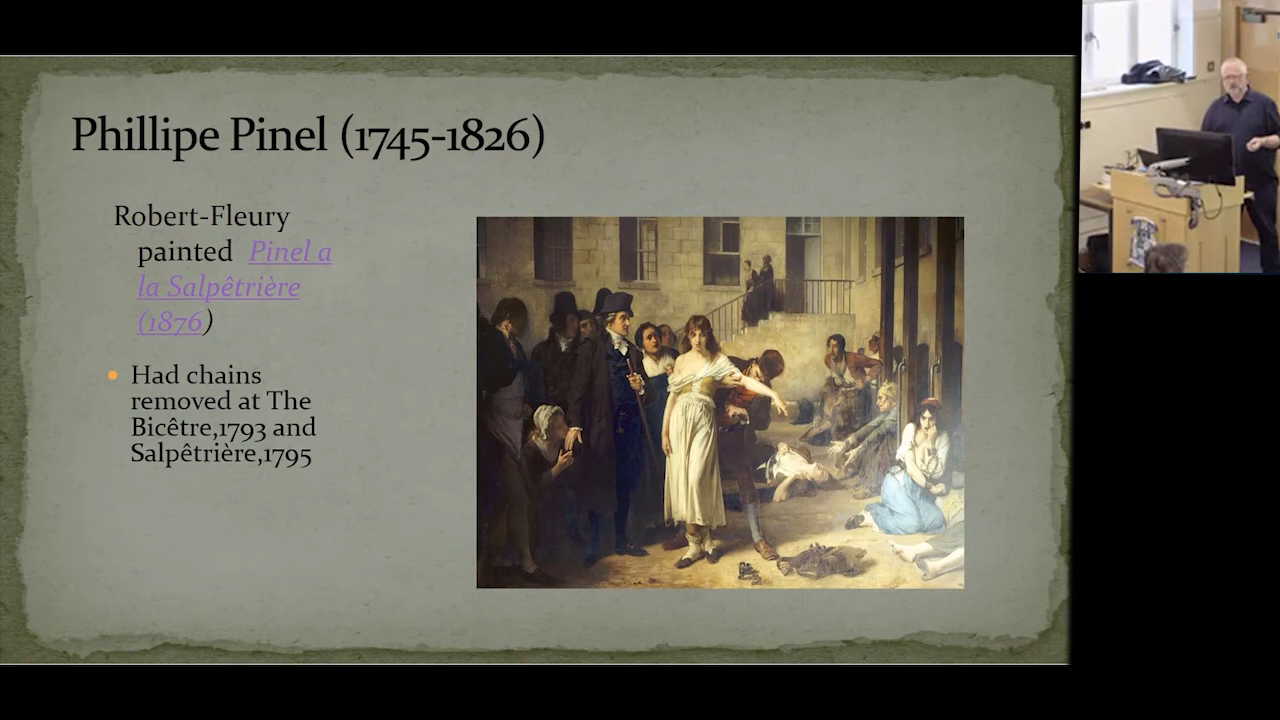 Phillipe Pinel (1745-1826)
Robert-Fleury
painted Pinel a
la Salpêtrière
(1876)
Had chains
removed at The
Bicêtre,1793 and
Salpêtrière,1795